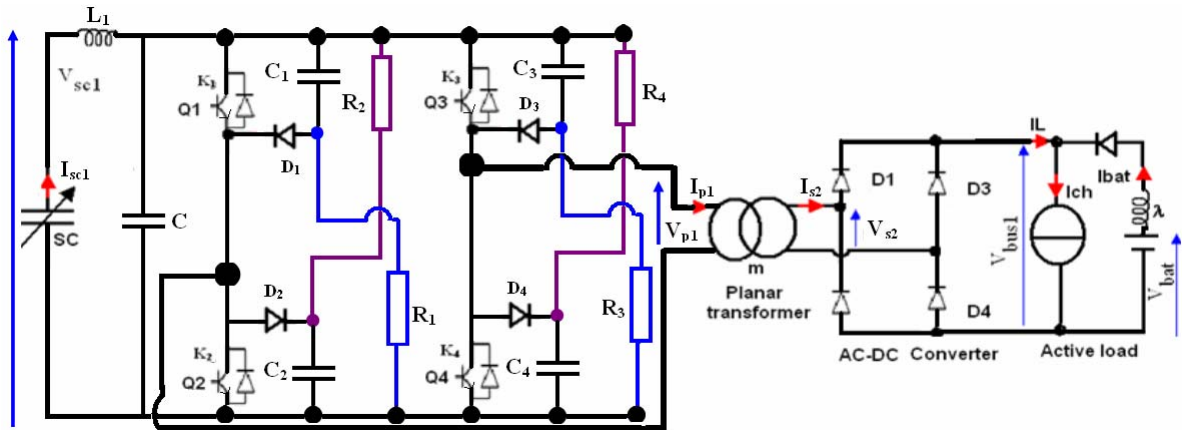 L1
Vsc1
Isc1
SC
C
K1
Q1
C1
D1
R2
K3
Q3
C3
D3
R4
D2
R1
K2
Q2
C2
D4
R3
K4
Q4
C4
Ip1
Vp1
m
Planar
transformer
Is2
Vs2
D1
D3
D4
AC-DC Converter
IL
Vbus1
Ich
Active load
Ibat
λ
Vbat